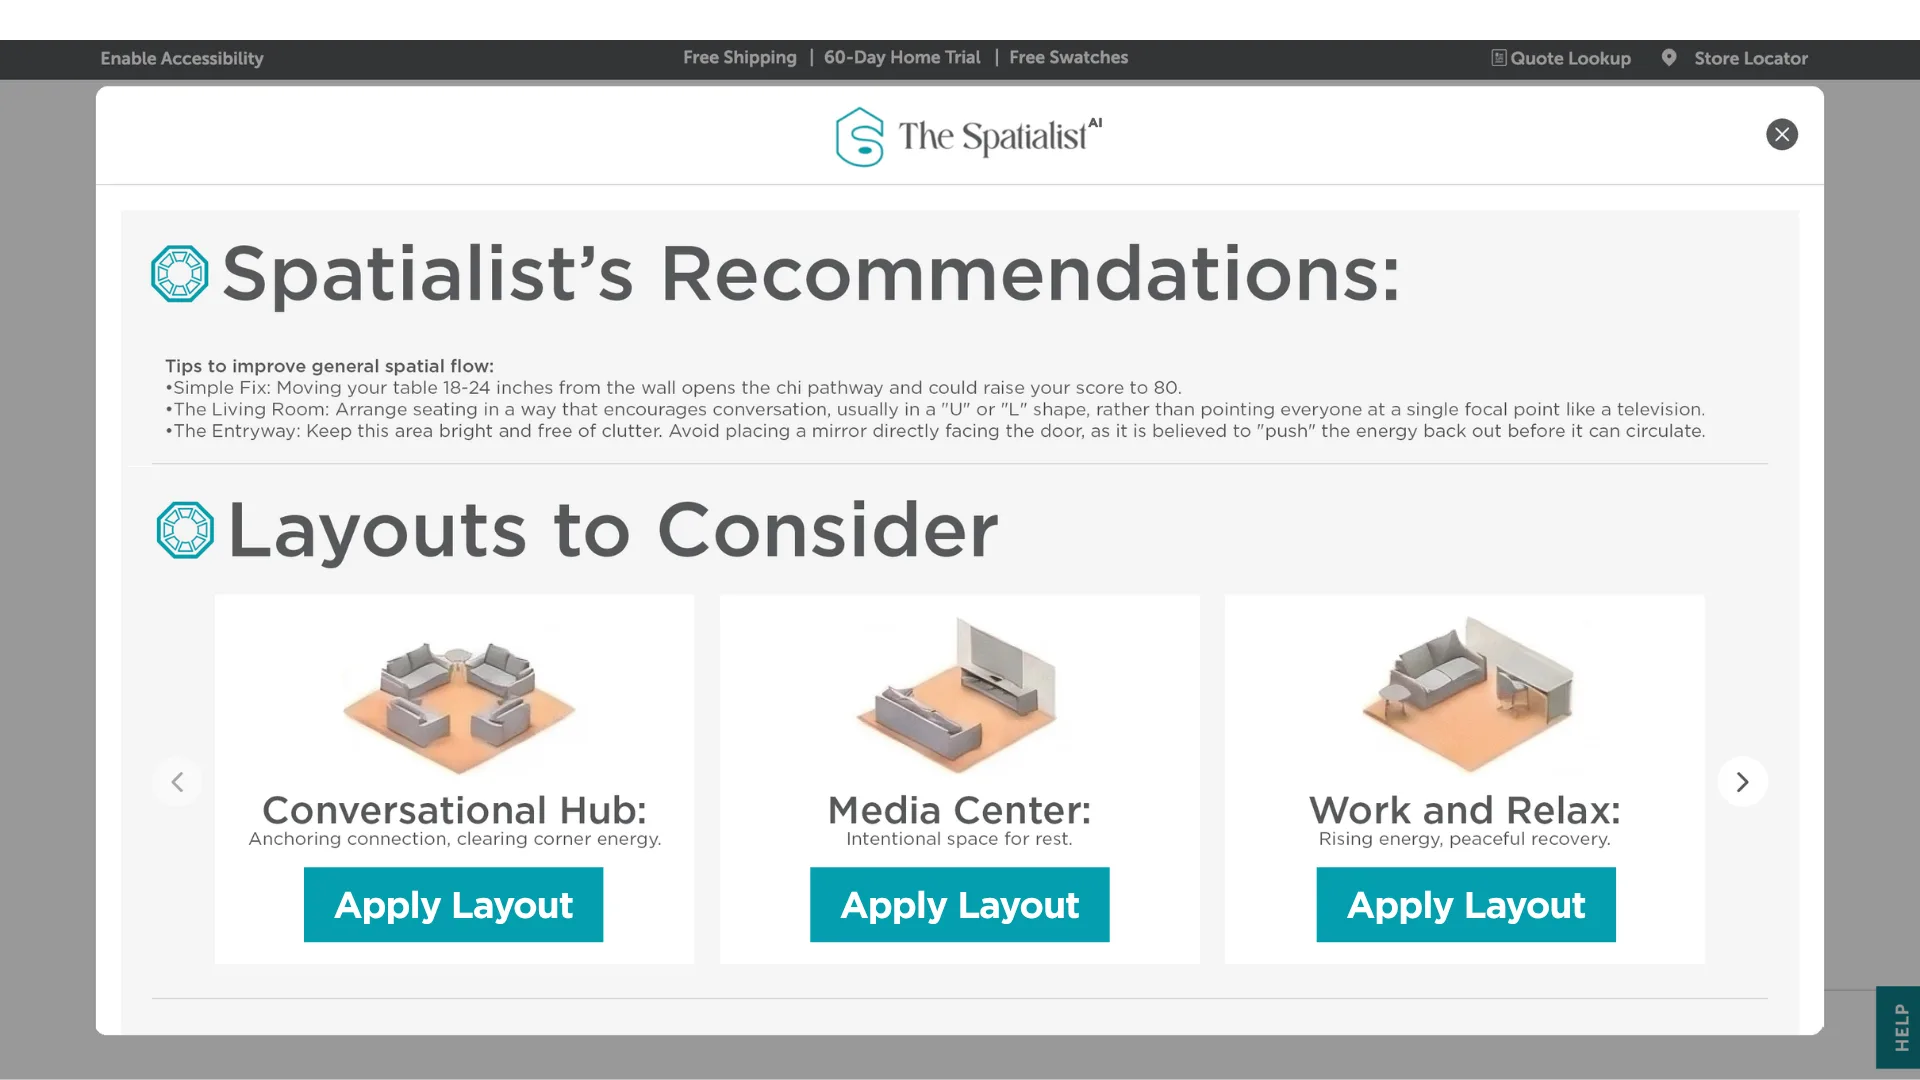 Enable Accessibility
Free Shipping | 60-Day Home Trial | Free Swatches
Quote Lookup
Store Locator
The Spatialist AI
Spatialist’s Recommendations:
Tips to improve general spatial flow:
•Simple Fix: Moving your table 18-24 inches from the wall opens the chi pathway and could raise your score to 80.
•The Living Room: Arrange seating in a way that encourages conversation, usually in a "U" or "L" shape, rather than pointing everyone at a single focal point like a television.
•The Entryway: Keep this area bright and free of clutter. Avoid placing a mirror directly facing the door, as it is believed to "push" the energy back out before it can circulate.
Layouts to Consider
Conversational Hub:
Anchoring connection, clearing corner energy.
Apply Layout
Media Center:
Intentional space for rest.
Apply Layout
Work and Relax:
Rising energy, peaceful recovery.
Apply Layout
HELP